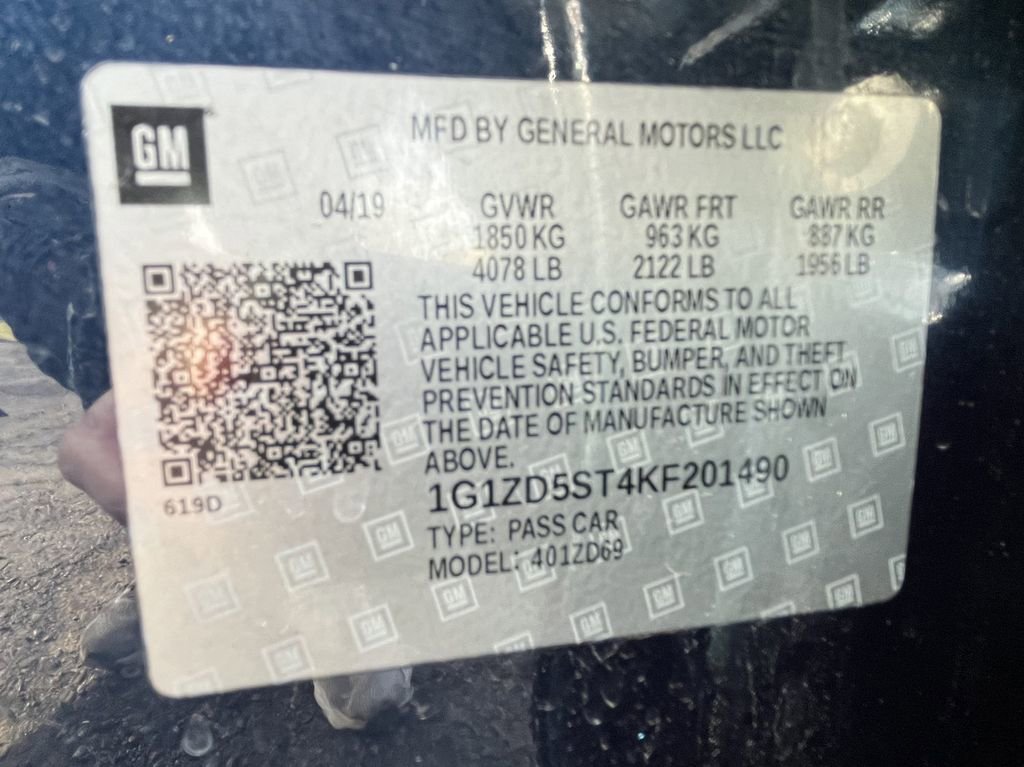 GM
MFD BY GENERAL MOTORS LLC
04/19 GVWR GAWR FRT GAWR RR
1850 KG 963 KG 887 KG
4078 LB 2122 LB 1956 LB
THIS VEHICLE CONFORMS TO ALL
APPLICABLE U.S. FEDERAL MOTOR
VEHICLE SAFETY, BUMPER, AND THEFT
PREVENTION STANDARDS IN EFFECT ON
THE DATE OF MANUFACTURE SHOWN
ABOVE.
619D
1G1ZD5ST4KF201490
TYPE: PASS CAR
MODEL: 401ZD69